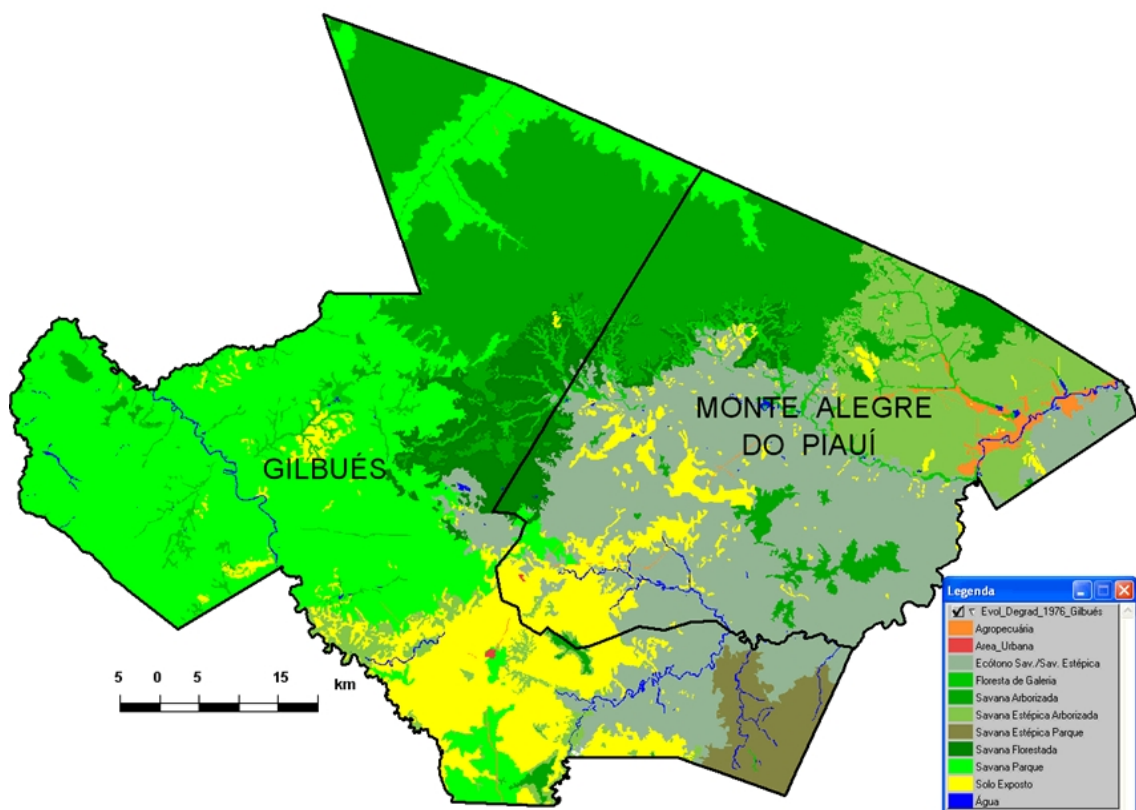 GILBUÉS
MONTE ALEGRE
DO PIAUÍ
5 0 5 15 km
Legenda
Evol_Degrad_1976_Gilbués
Agropecuária
Area_Urbana
Ecótono Sav./Sav. Estépica
Floresta de Galeria
Savana Arborizada
Savana Estépica Arborizada
Savana Estépica Parque
Savana Florestada
Savana Parque
Solo Exposto
Água